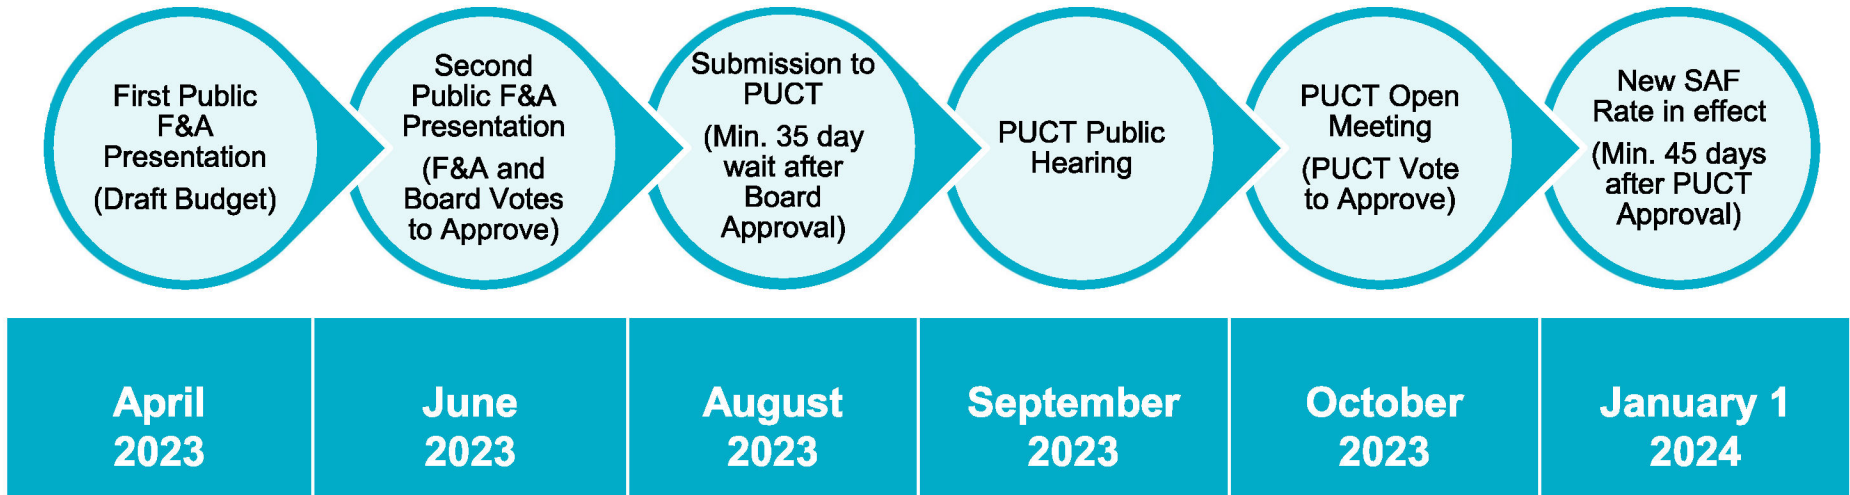 First Public
F&A
Presentation
(Draft Budget)
Second
Public F&A
Presentation
(F&A and
Board Votes
to Approve)
Submission to
PUCT
(Min. 35 day
wait after
Board
Approval)
PUCT Public
Hearing
PUCT Open
Meeting
(PUCT Vote
to Approve)
New SAF
Rate in effect
(Min. 45 days
after PUCT
Approval)
April
2023
June
2023
August
2023
September
2023
October
2023
January 1
2024